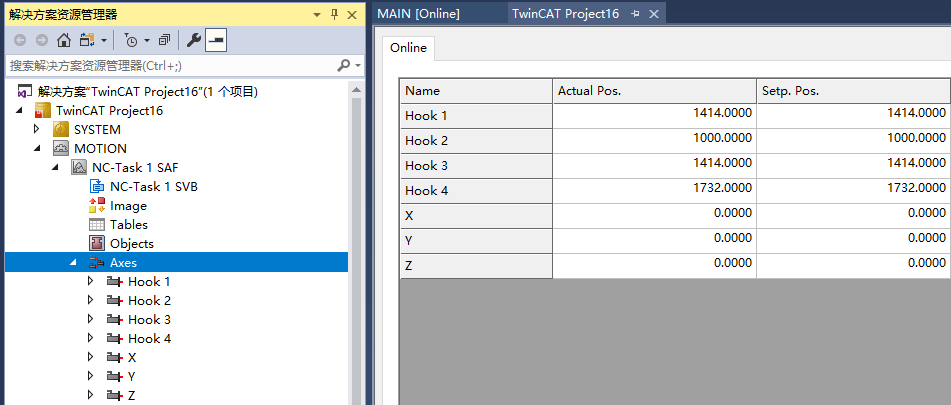 解决方案资源管理器
搜索解决方案资源管理器(Ctrl+;)
解决方案"TwinCAT Project16"(1 个项目)
TwinCAT Project16
SYSTEM
MOTION
NC-Task 1 SAF
NC-Task 1 SVB
Image
Tables
Objects
Axes
Hook 1
Hook 2
Hook 3
Hook 4
X
Y
Z
MAIN [Online] TwinCAT Project16
Online
Name Actual Pos. Setp. Pos.
Hook 1 1414.0000 1414.0000
Hook 2 1000.0000 1000.0000
Hook 3 1414.0000 1414.0000
Hook 4 1732.0000 1732.0000
X 0.0000 0.0000
Y 0.0000 0.0000
Z 0.0000 0.0000